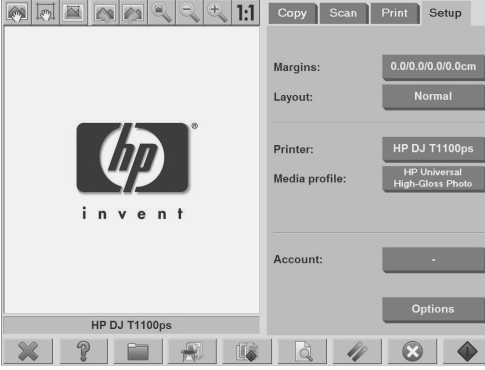 1:1
Copy Scan Print Setup
Margins: 0.0/0.0/0.0/0.0cm
Layout: Normal
hp ®
invent
Printer: HP DJ T1100ps
Media profile: HP Universal
High-Gloss Photo
Account: -
Options
HP DJ T1100ps
?